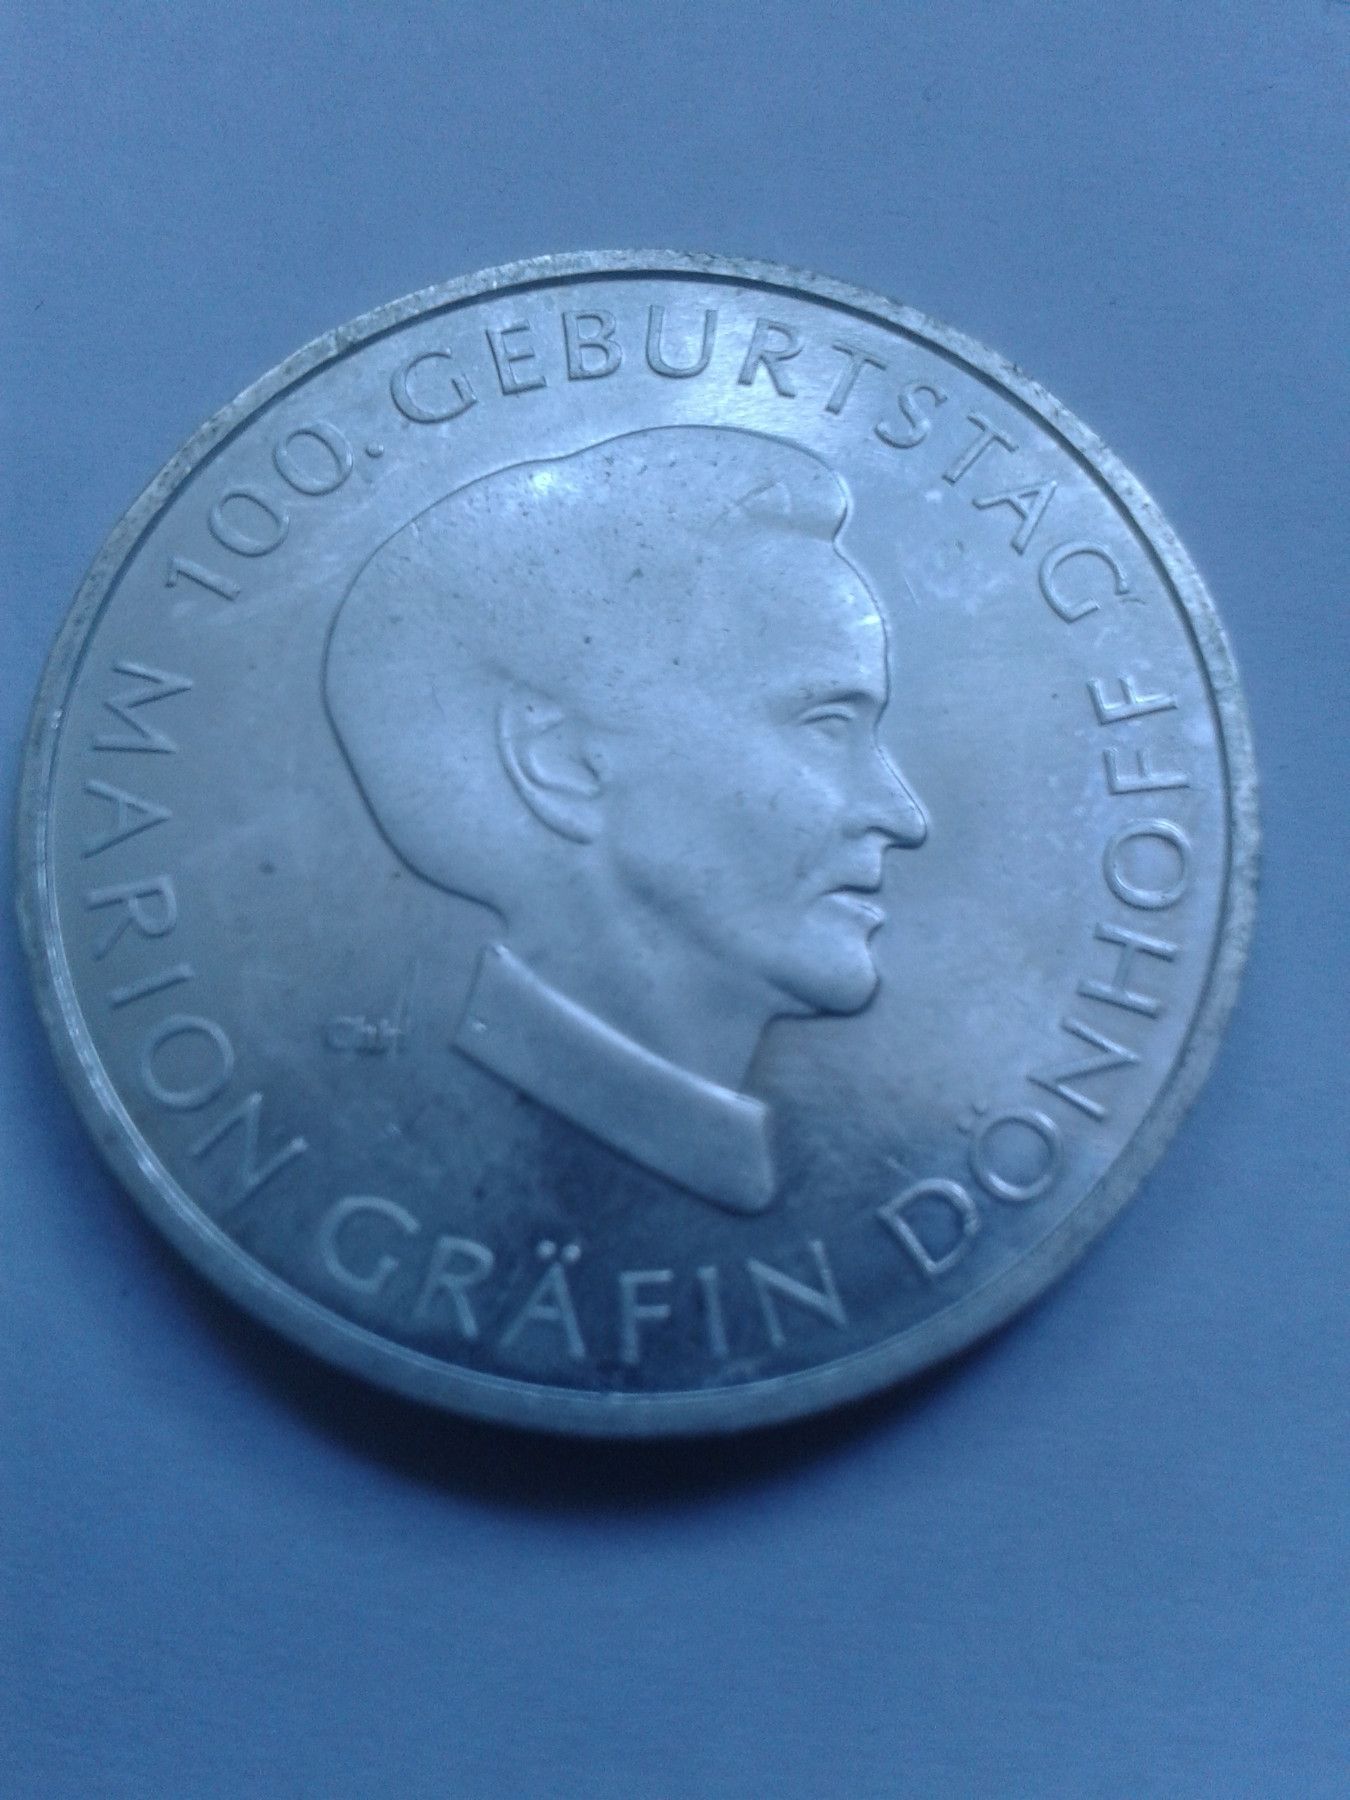 100. GEBURTSTAG
MARION GRÄFIN DÖNHOFF